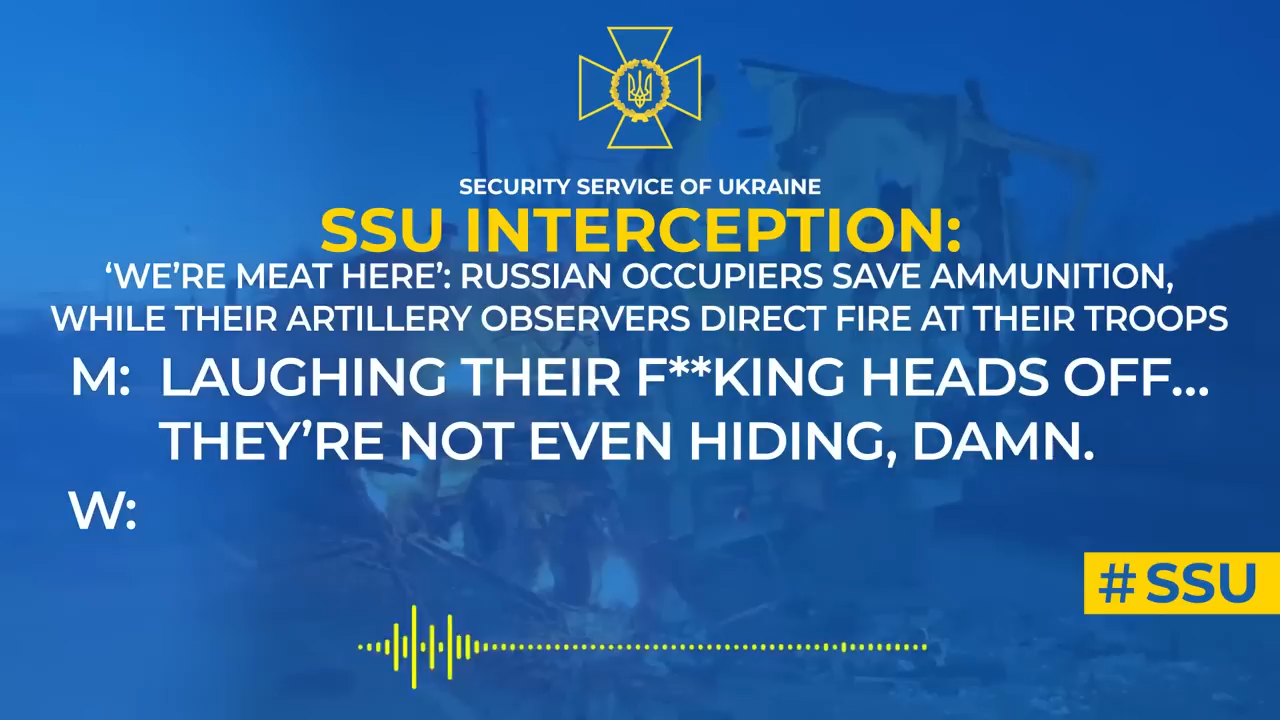 SECURITY SERVICE OF UKRAINE
SSU INTERCEPTION:
‘WE’RE MEAT HERE’: RUSSIAN OCCUPIERS SAVE AMMUNITION,
WHILE THEIR ARTILLERY OBSERVERS DIRECT FIRE AT THEIR TROOPS
M: LAUGHING THEIR F**KING HEADS OFF...
THEY’RE NOT EVEN HIDING, DAMN.
W:
#SSU